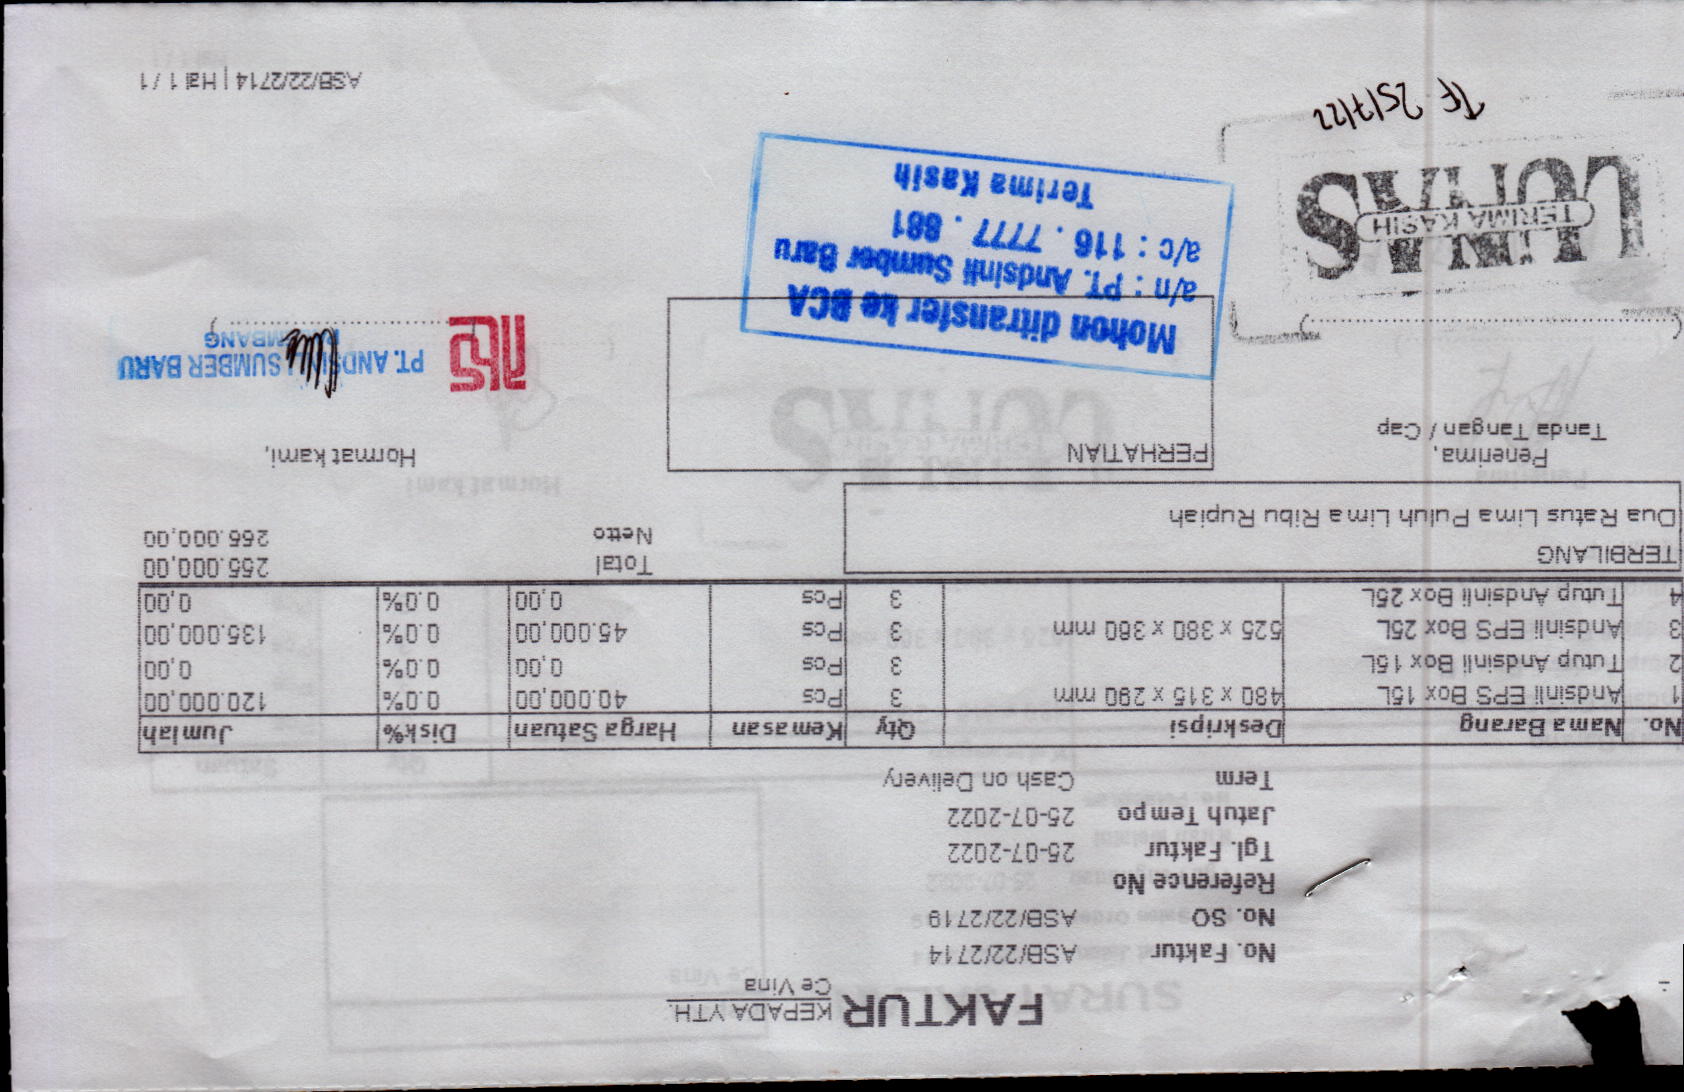 FAKTUR
KEPADA YTH.
Ce Vina
No. Faktur ASB/22/2714
No. SO ASB/22/2719
Reference No
Tgl. Faktur 25-07-2022
Jatuh Tempo 25-07-2022
Term Cash on Delivery
No. Nama Barang Deskripsi Qty Kemasan Harga Satuan Disk% Jumlah
1 Andsinli EPS Box 15L 480 x 315 x 290 mm 3 Pcs 40.000,00 0.0% 120.000,00
2 Tutup Andsinli Box 15L 3 Pcs 0,00 0.0% 0,00
3 Andsinli EPS Box 25L 525 x 380 x 380 mm 3 Pcs 45.000,00 0.0% 135.000,00
4 Tutup Andsinli Box 25L 3 Pcs 0,00 0.0% 0,00
TERBILANG
Dua Ratus Lima Puluh Lima Ribu Rupiah
Total 255.000,00
Netto 255.000,00
Penerima,
Tanda Tangan / Cap
PERHATIAN
Hormat kami,
PT. ANDSINLI SUMBER BARU
Mohon ditransfer ke BCA
a/n : PT. Andsinli Sumber Baru
a/c : 116 . 7777 . 881
Terima Kasih
LUNAS
TERIMA KASIH
TF 25/7/22
ASB/22/2714 | Hal 1 / 1